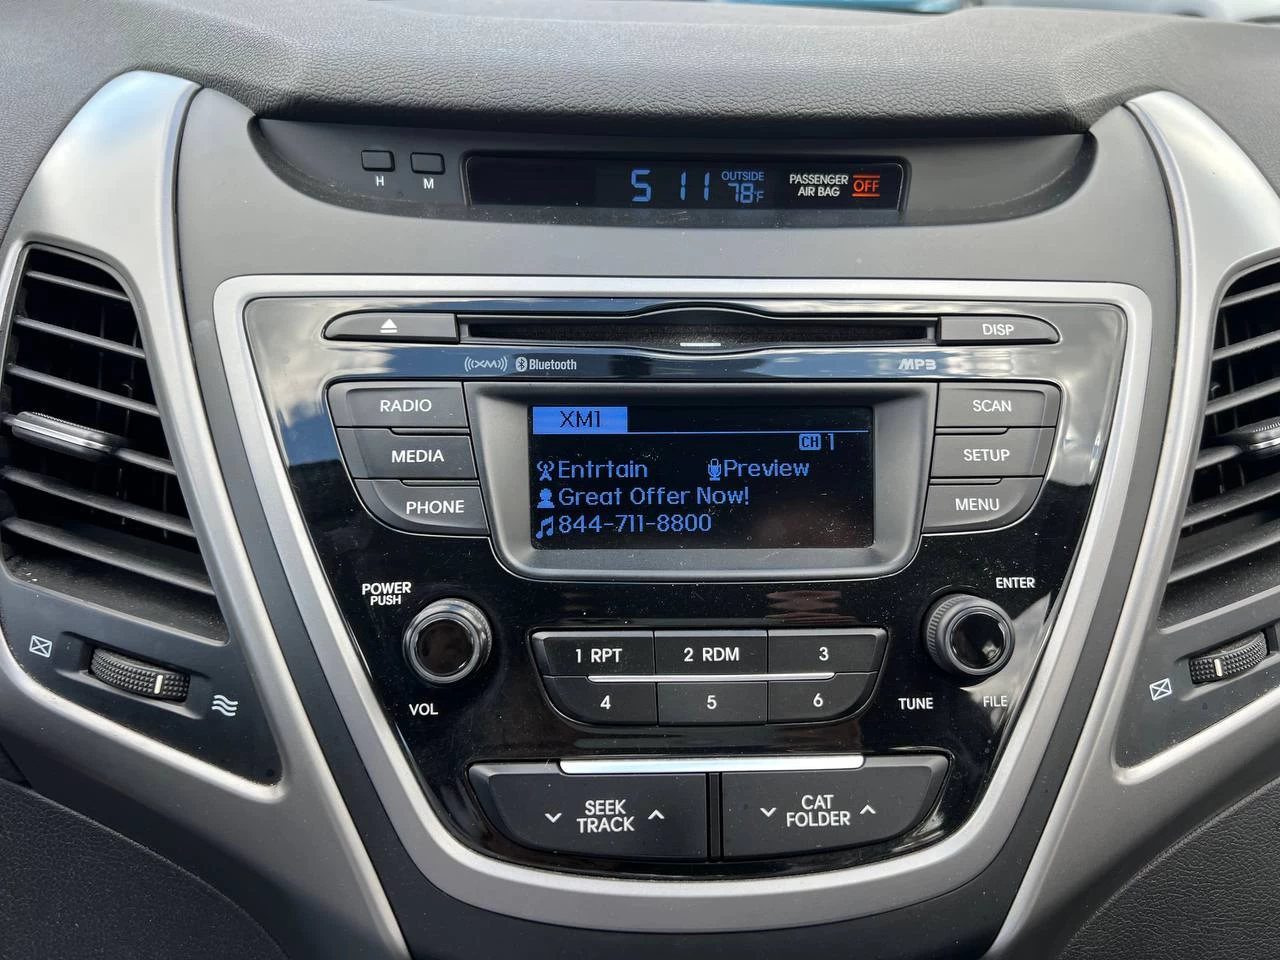 H
M
5 11
OUTSIDE
78°F
PASSENGER
AIR BAG OFF
DISP
((XM)) Bluetooth
MP3
RADIO
MEDIA
PHONE
XM1
CH 1
Entrtain Preview
Great Offer Now!
844-711-8800
SCAN
SETUP
MENU
POWER
PUSH
VOL
ENTER
TUNE
FILE
1 RPT 2 RDM 3
4 5 6
SEEK
TRACK
CAT
FOLDER